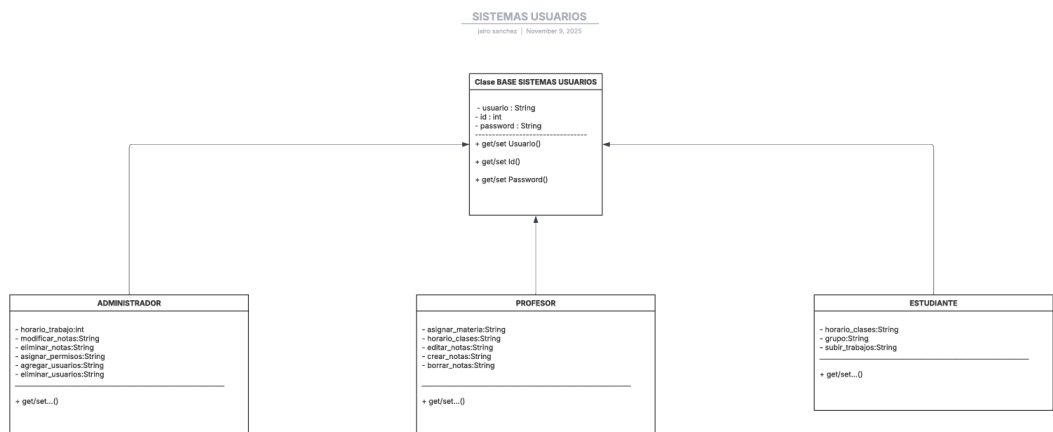 SISTEMAS USUARIOS
jairo sanchez | November 9, 2025
Clase BASE SISTEMAS USUARIOS
- usuario : String
- id : int
- password : String
+ get/set Usuario()
+ get/set Id()
+ get/set Password()
ADMINISTRADOR
- horario_trabajo:int
- modificar_notas:String
- eliminar_notas:String
- asignar_permisos:String
- agregar_usuarios:String
- eliminar_usuarios:String
+ get/set...()
PROFESOR
- asignar_materia:String
- horario_clases:String
- editar_notas:String
- crear_notas:String
- borrar_notas:String
+ get/set...()
ESTUDIANTE
- horario_clases:String
- grupo:String
- subir_trabajos:String
+ get/set...()